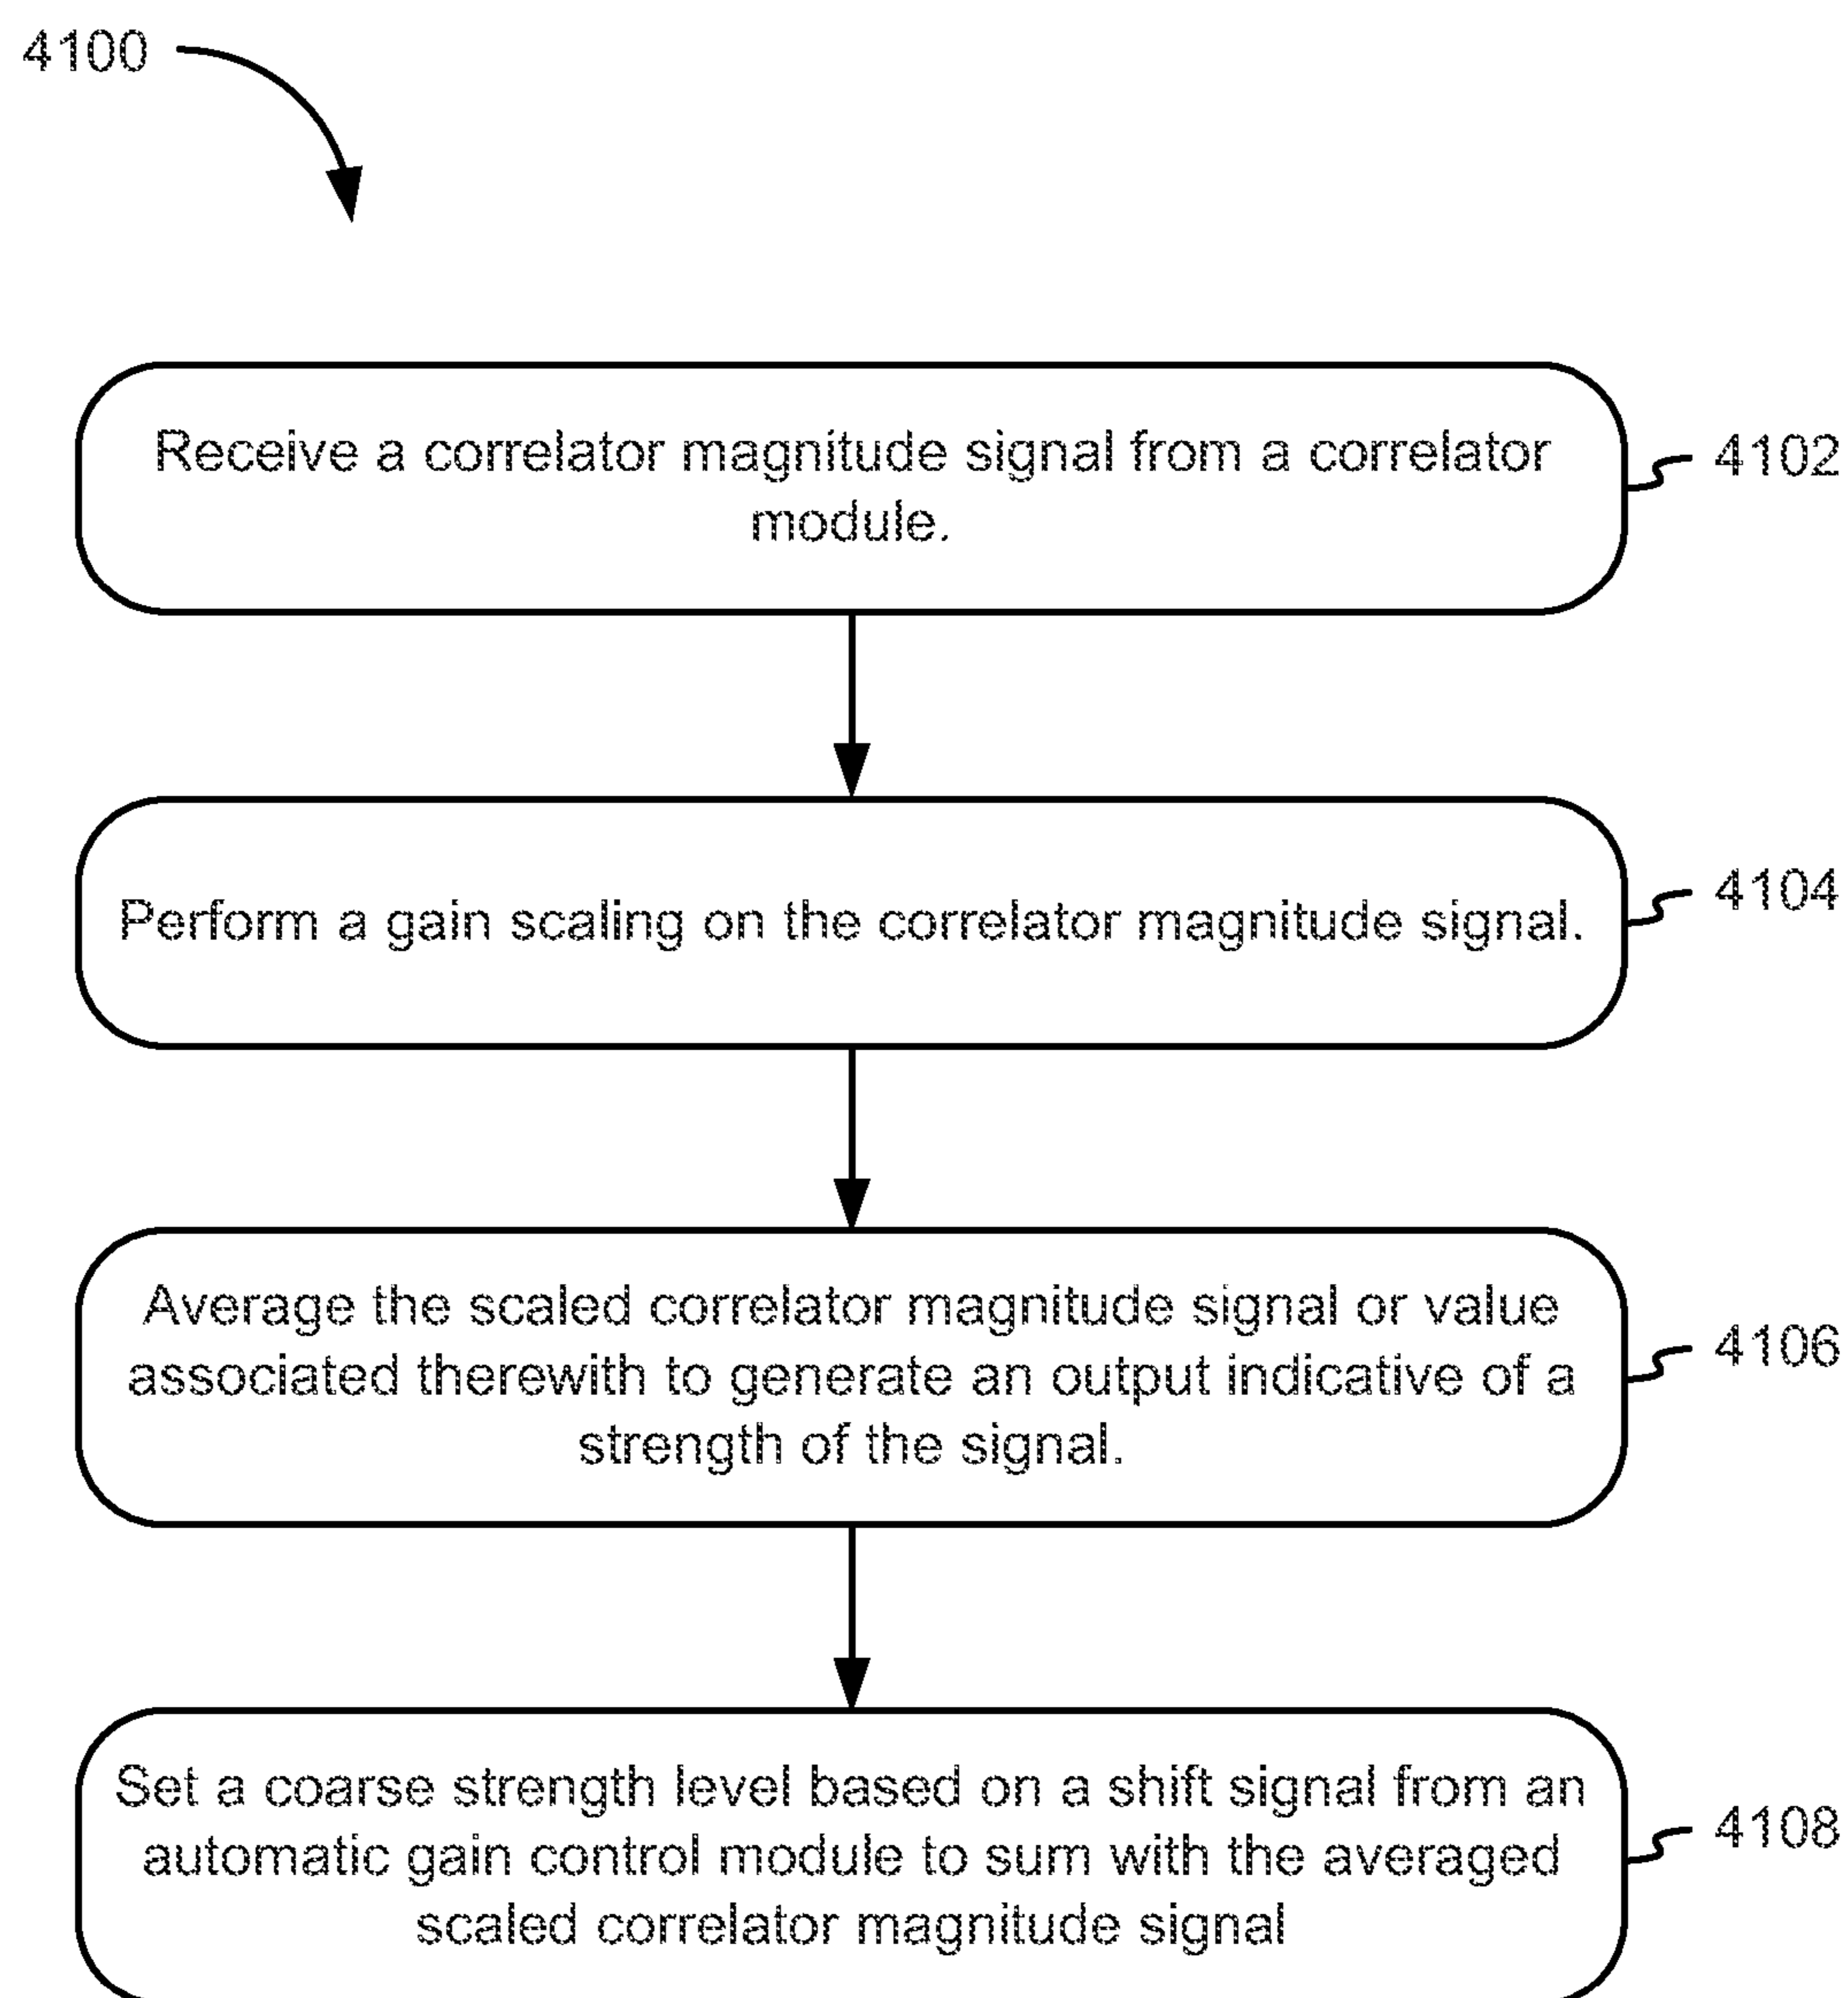 4100
Receive a correlator magnitude signal from a correlator
module.
4102
Perform a gain scaling on the correlator magnitude signal.
4104
Average the scaled correlator magnitude signal or value
associated therewith to generate an output indicative of a
strength of the signal.
4106
Set a coarse strength level based on a shift signal from an
automatic gain control module to sum with the averaged
scaled correlator magnitude signal
4108